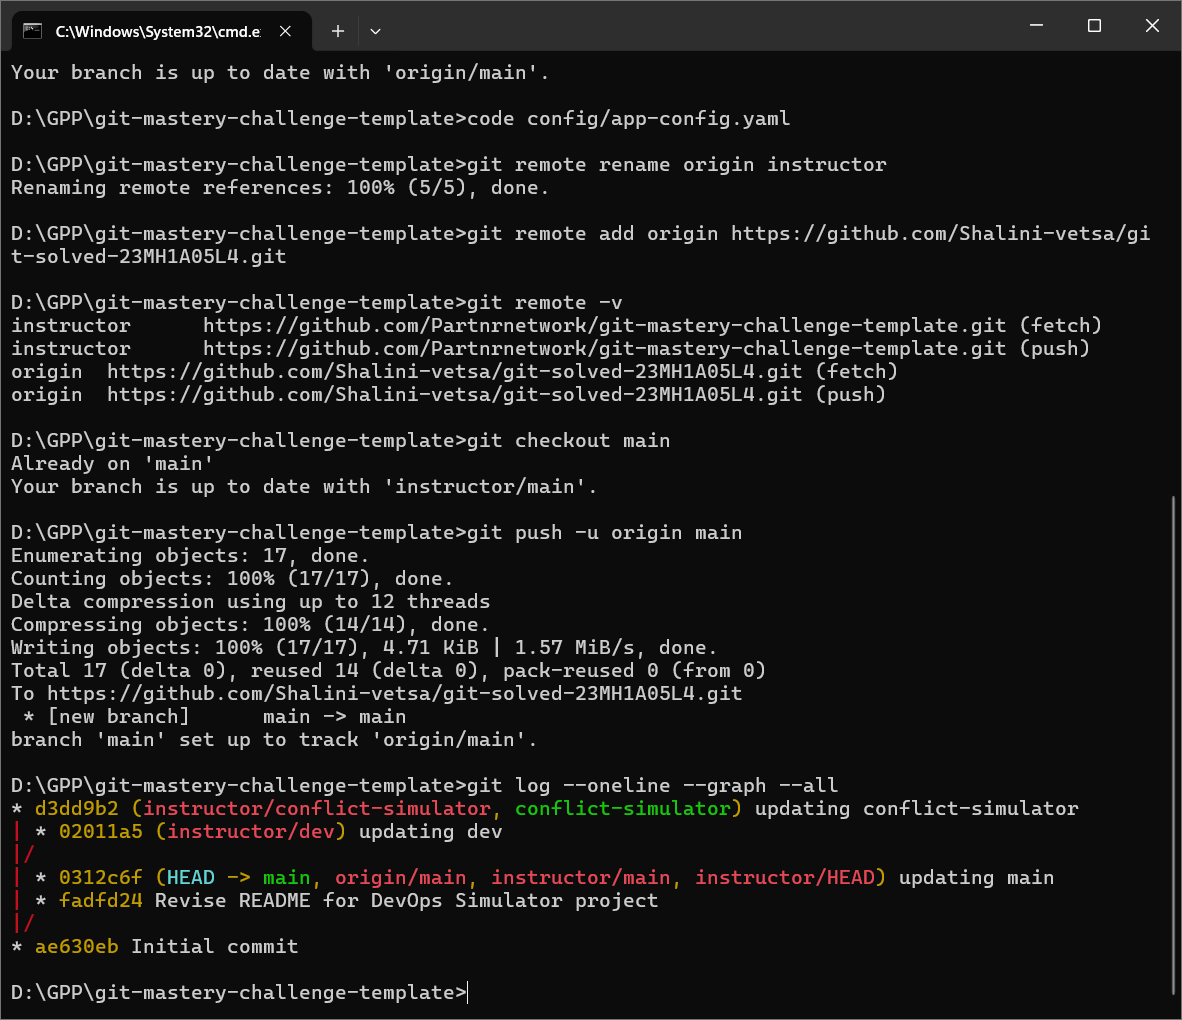 C:\Windows\System32\cmd.e
Your branch is up to date with 'origin/main'.
D:\GPP\git-mastery-challenge-template>code config/app-config.yaml
D:\GPP\git-mastery-challenge-template>git remote rename origin instructor
Renaming remote references: 100% (5/5), done.
D:\GPP\git-mastery-challenge-template>git remote add origin https://github.com/Shalini-vetsa/gi
t-solved-23MH1A05L4.git
D:\GPP\git-mastery-challenge-template>git remote -v
instructor      https://github.com/Partnrnetwork/git-mastery-challenge-template.git (fetch)
instructor      https://github.com/Partnrnetwork/git-mastery-challenge-template.git (push)
origin  https://github.com/Shalini-vetsa/git-solved-23MH1A05L4.git (fetch)
origin  https://github.com/Shalini-vetsa/git-solved-23MH1A05L4.git (push)
D:\GPP\git-mastery-challenge-template>git checkout main
Already on 'main'
Your branch is up to date with 'instructor/main'.
D:\GPP\git-mastery-challenge-template>git push -u origin main
Enumerating objects: 17, done.
Counting objects: 100% (17/17), done.
Delta compression using up to 12 threads
Compressing objects: 100% (14/14), done.
Writing objects: 100% (17/17), 4.71 KiB | 1.57 MiB/s, done.
Total 17 (delta 0), reused 14 (delta 0), pack-reused 0 (from 0)
To https://github.com/Shalini-vetsa/git-solved-23MH1A05L4.git
 * [new branch]      main -> main
branch 'main' set up to track 'origin/main'.
D:\GPP\git-mastery-challenge-template>git log --oneline --graph --all
* d3dd9b2 (instructor/conflict-simulator, conflict-simulator) updating conflict-simulator
| * 02011a5 (instructor/dev) updating dev
|/
| * 0312c6f (HEAD -> main, origin/main, instructor/main, instructor/HEAD) updating main
| * fadfd24 Revise README for DevOps Simulator project
|/
* ae630eb Initial commit
D:\GPP\git-mastery-challenge-template>